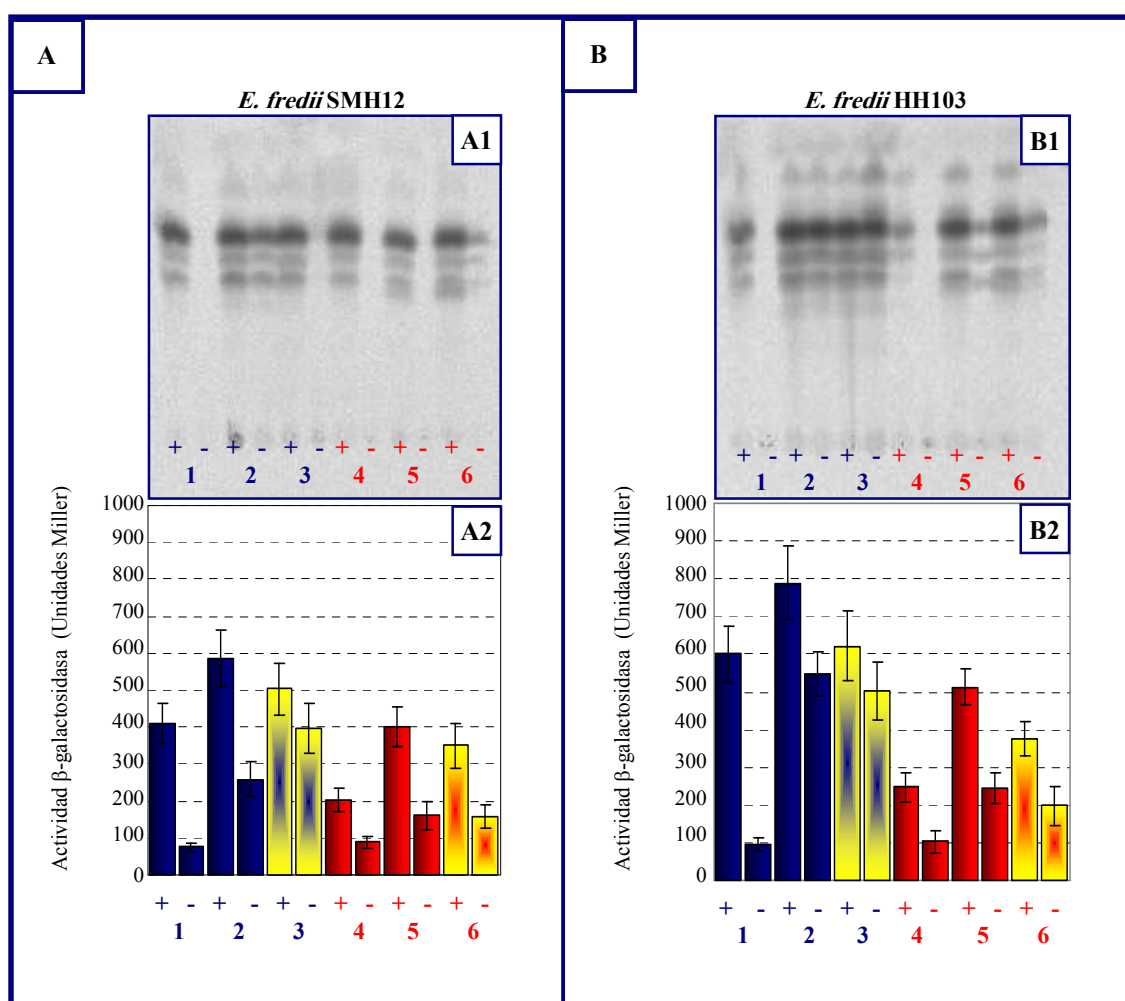 A
E. fredii SMH12
A1
+ - + - + - + - + - + -
1 2 3 4 5 6
Actividad β-galactosidasa (Unidades Miller)
A2
1000
900
800
700
600
500
400
300
200
100
0
+ - + - + - + - + - + -
1 2 3 4 5 6
B
E. fredii HH103
B1
+ - + - + - + - + - + -
1 2 3 4 5 6
Actividad β-galactosidasa (Unidades Miller)
B2
1000
900
800
700
600
500
400
300
200
100
0
+ - + - + - + - + - + -
1 2 3 4 5 6